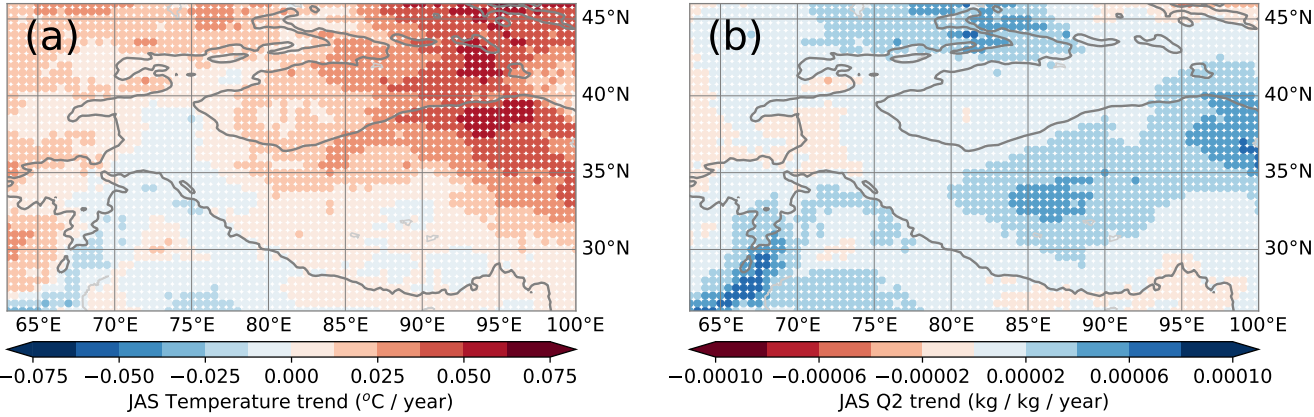 (a)
(b)
45°N
40°N
35°N
30°N
65°E 70°E 75°E 80°E 85°E 90°E 95°E 100°E
45°N
40°N
35°N
30°N
65°E 70°E 75°E 80°E 85°E 90°E 95°E 100°E
−0.075 −0.050 −0.025 0.000 0.025 0.050 0.075
JAS Temperature trend (°C / year)
−0.00010 −0.00006 −0.00002 0.00002 0.00006 0.00010
JAS Q2 trend (kg / kg / year)